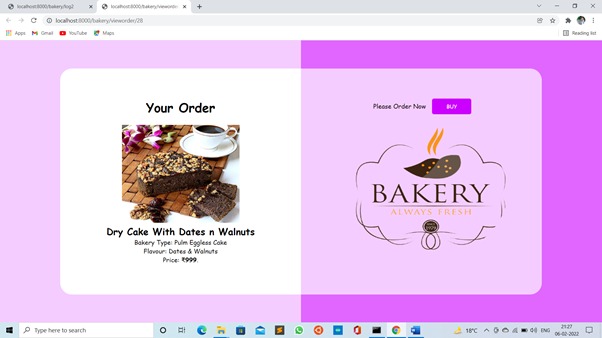 localhost:8000/bakery/log2
localhost:8000/bakery/vieworder
localhost:8000/bakery/vieworder/28
Apps
Gmail
YouTube
Maps
Reading list
Your Order
Dry Cake With Dates n Walnuts
Bakery Type: Pulm Eggless Cake
Flavour: Dates & Walnuts
Price: ₹999.
Please Order Now
BUY
BAKERY
ALWAYS FRESH
Type here to search
18°C
ENG
21:27
06-02-2022